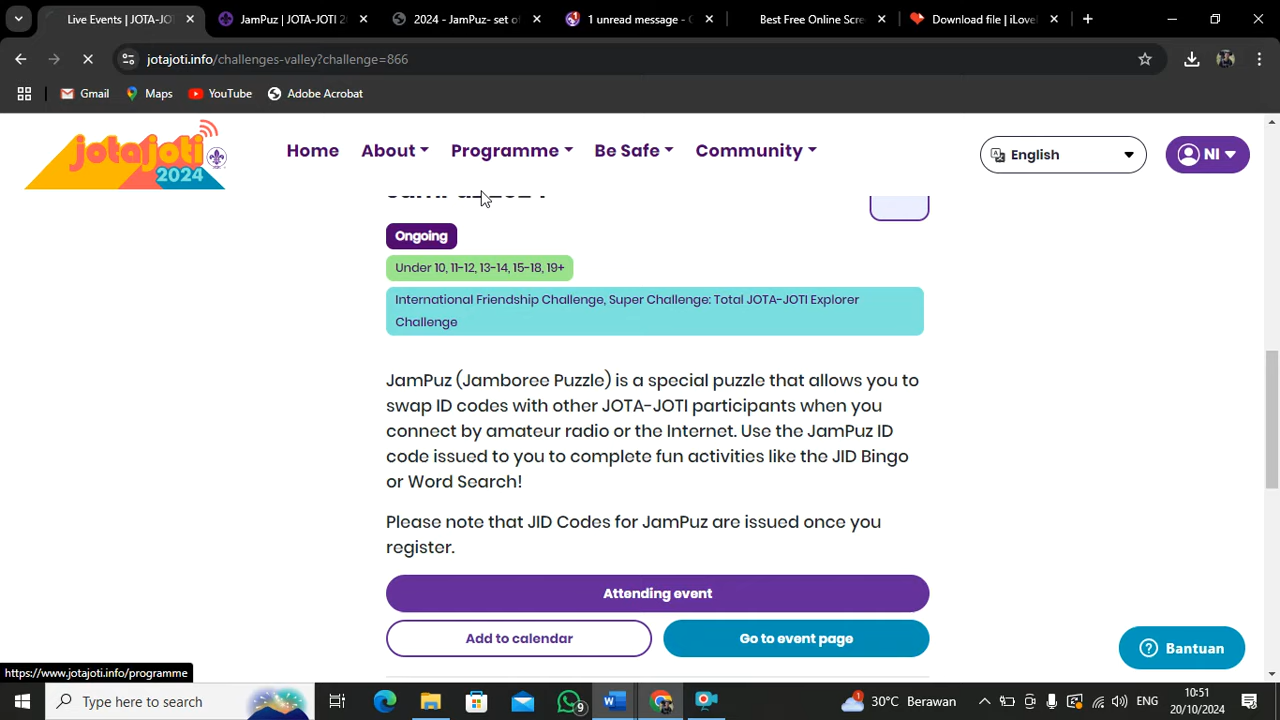 Live Events | JOTA-JO
JamPuz | JOTA-JOTI 2
2024 - JamPuz- set of
1 unread message -
Best Free Online Scre
Download file | iLove
jotajoti.info/challenges-valley?challenge=866
Gmail
Maps
YouTube
Adobe Acrobat
jotajoti
2024
Home
About
Programme
Be Safe
Community
English
NI
Ongoing
Under 10, 11-12, 13-14, 15-18, 19+
International Friendship Challenge, Super Challenge: Total JOTA-JOTI Explorer
Challenge
JamPuz (Jamboree Puzzle) is a special puzzle that allows you to
swap ID codes with other JOTA-JOTI participants when you
connect by amateur radio or the Internet. Use the JamPuz ID
code issued to you to complete fun activities like the JID Bingo
or Word Search!
Please note that JID Codes for JamPuz are issued once you
register.
Attending event
Add to calendar
Go to event page
Bantuan
https://www.jotajoti.info/programme
Type here to search
9
30°C Berawan
ENG
10:51
20/10/2024